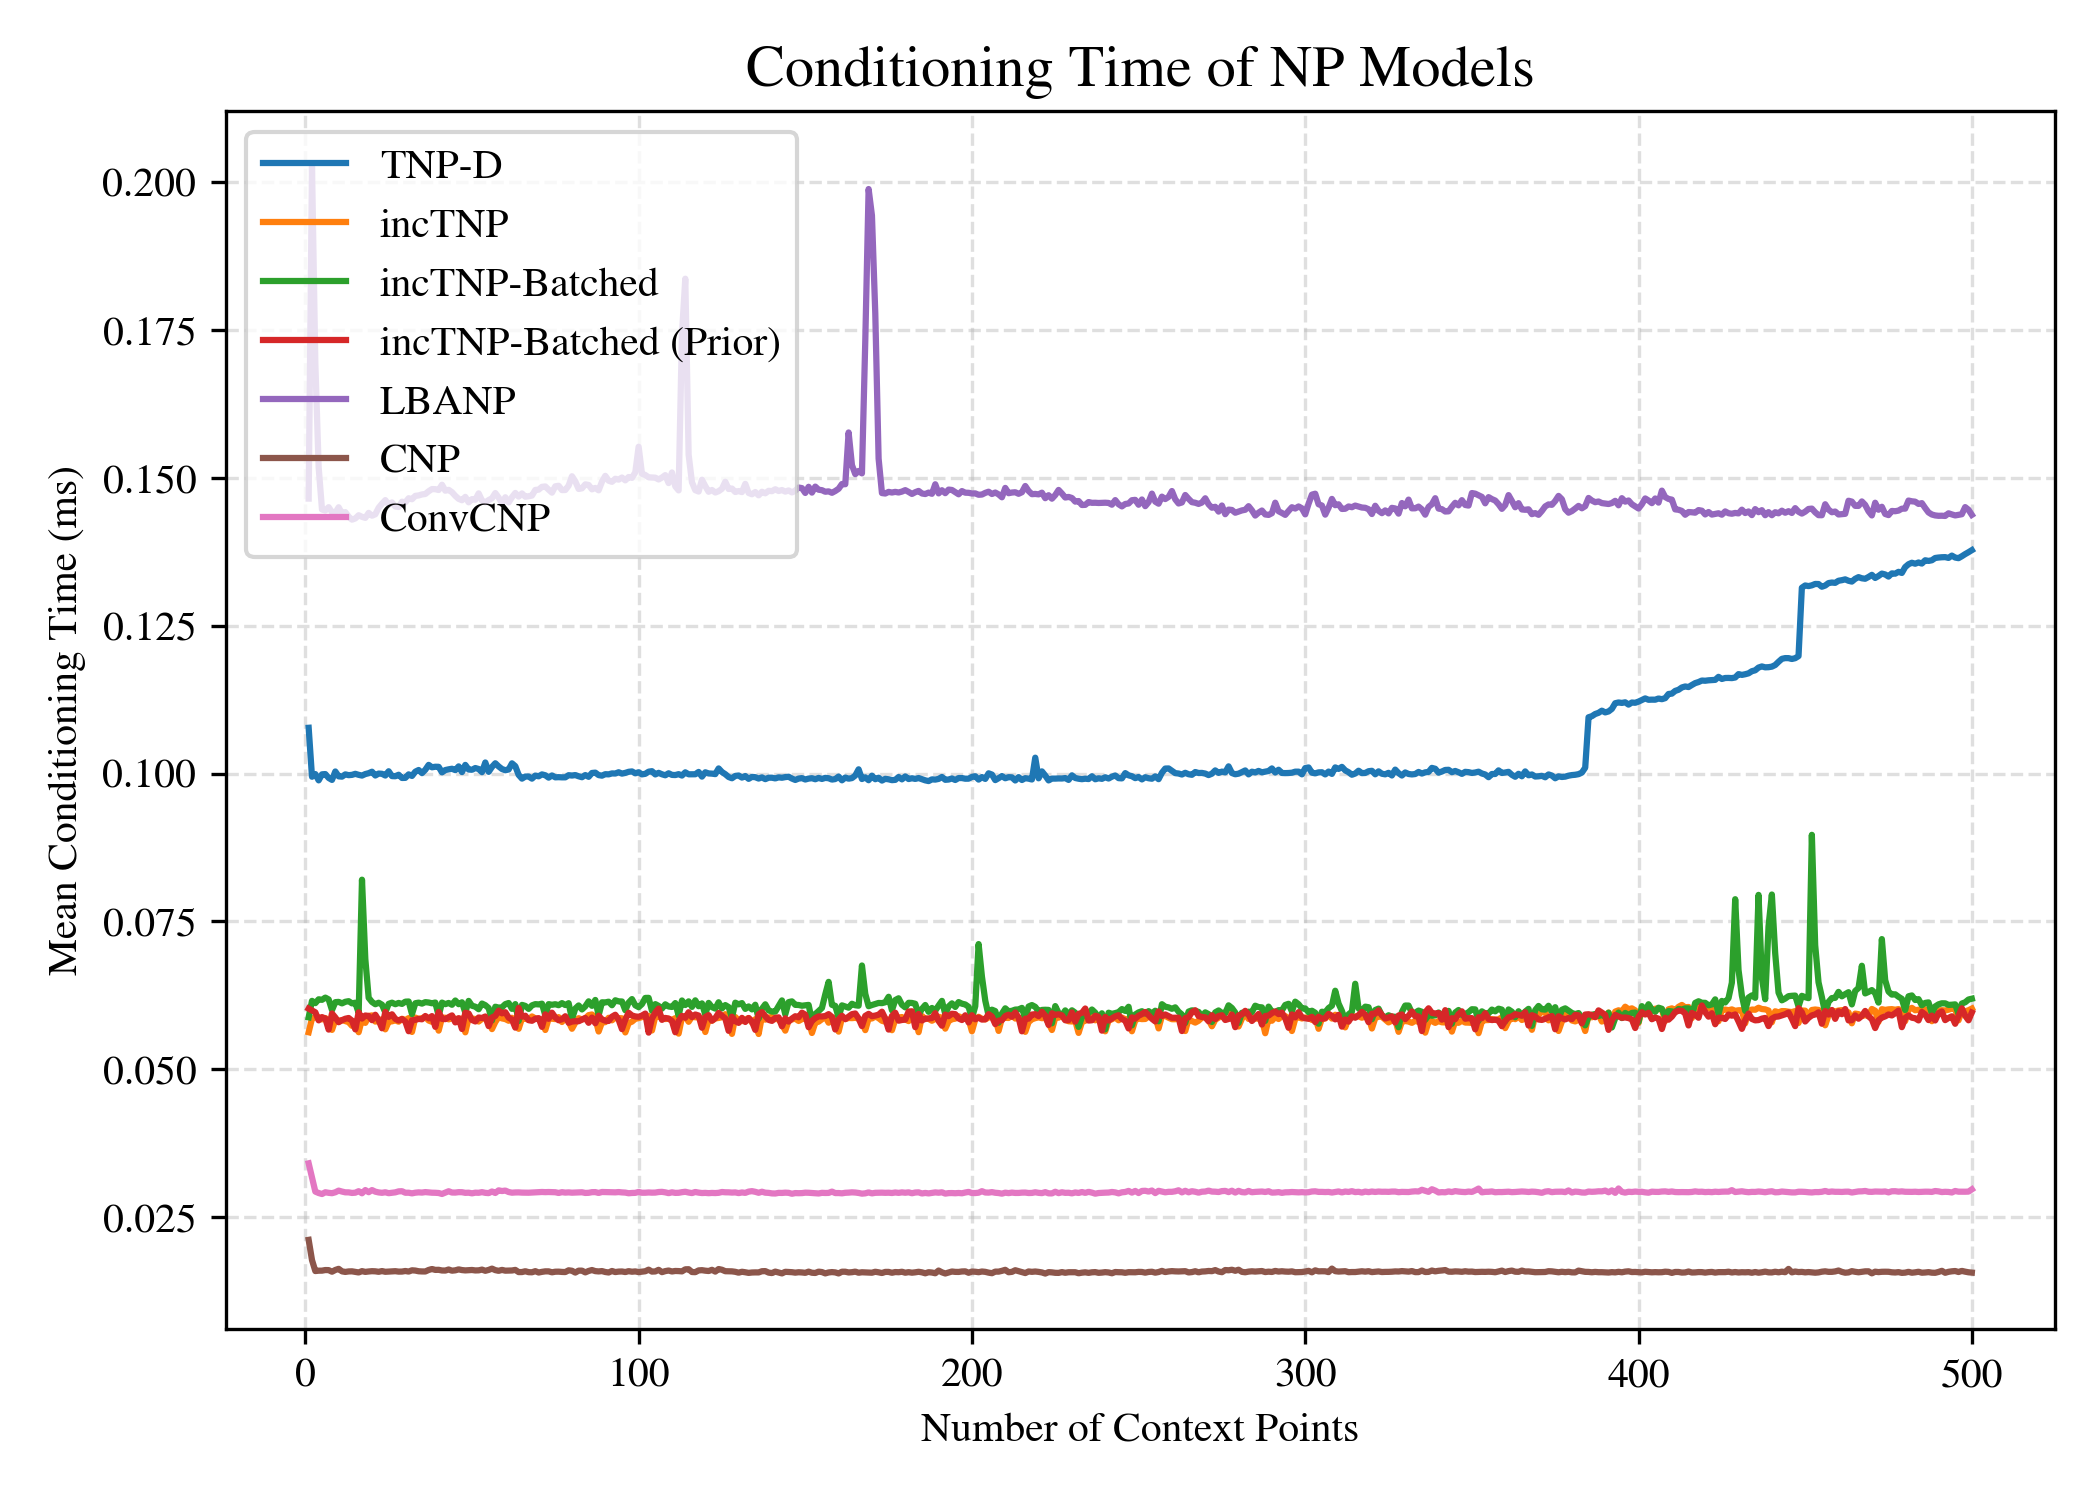 Conditioning Time of NP Models
TNP-D
incTNP
incTNP-Batched
incTNP-Batched (Prior)
LBANP
CNP
ConvCNP
Mean Conditioning Time (ms)
0.200
0.175
0.150
0.125
0.100
0.075
0.050
0.025
0 100 200 300 400 500
Number of Context Points